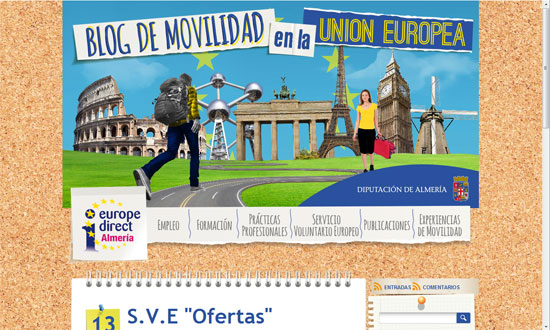 BLOG DE MOVILIDAD en la UNION EUROPEA
DIPUTACIÓN DE ALMERÍA
europe
direct
Almería
EMPLEO
FORMACIÓN
PRÁCTICAS
PROFESIONALES
SERVICIO
VOLUNTARIO EUROPEO
PUBLICACIONES
EXPERIENCIAS
DE MOVILIDAD
ENTRADAS COMENTARIOS
13 S.V.E "Ofertas"